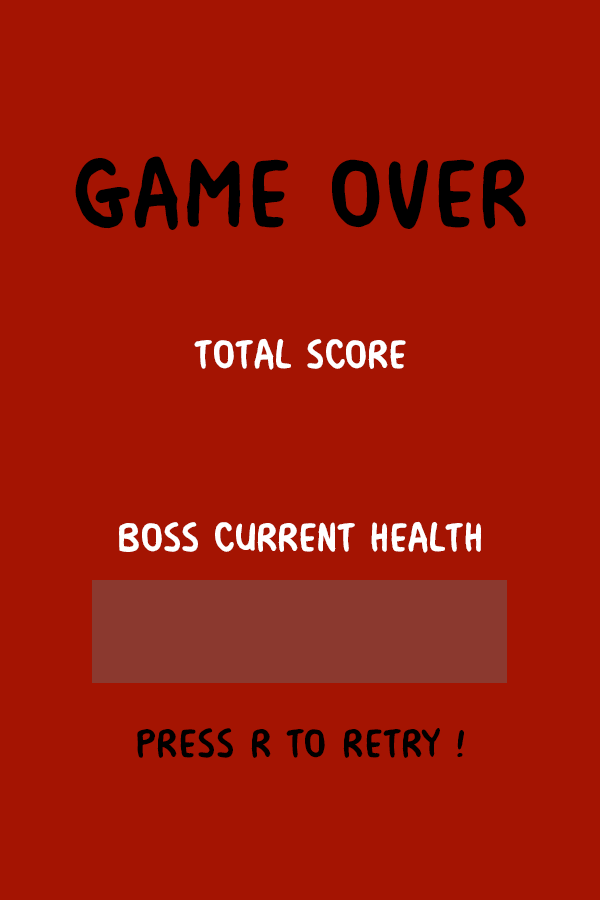 GAME OVER
TOTAL SCORE
BOSS CURRENT HEALTH
PRESS R TO RETRY !